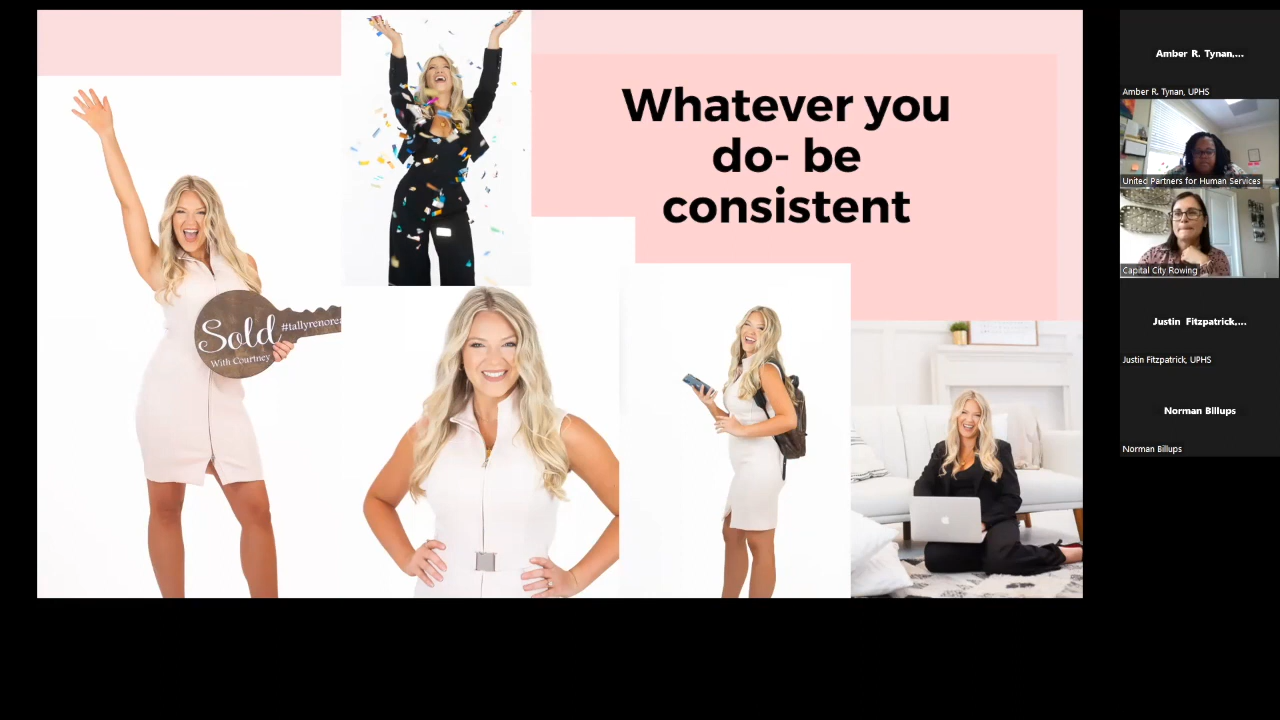 Whatever you
do- be
consistent
Sold
With Courtney
Amber R. Tynan,...
Amber R. Tynan, UPHS
United Partners for Human Services
Capital City Rowing
Justin Fitzpatrick,...
Justin Fitzpatrick, UPHS
Norman Billups
Norman Billups